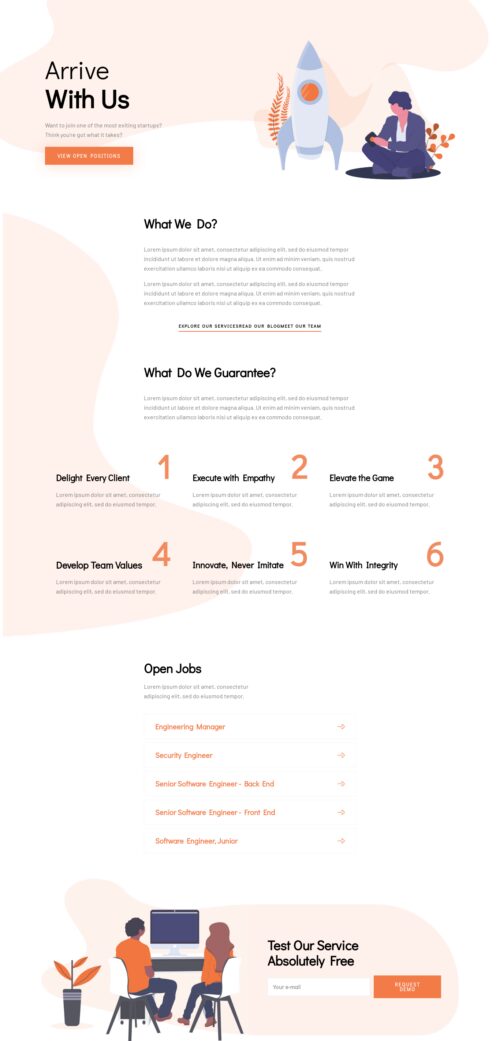 Arrive
With Us
Want to join one of the most exiting startups?
Think you're got what it takes?
VIEW OPEN POSITIONS
What We Do?
Lorem ipsum dolor sit amet, consectetur adipiscing elit, sed do eiusmod tempor
incididunt ut labore et dolore magna aliqua. Ut enim ad minim veniam, quis nostrud
exercitation ullamco laboris nisi ut aliquip ex ea commodo consequat.
Lorem ipsum dolor sit amet, consectetur adipiscing elit, sed do eiusmod tempor
incididunt ut labore et dolore magna aliqua. Ut enim ad minim veniam, quis nostrud
exercitation ullamco laboris nisi ut aliquip ex ea commodo consequat.
EXPLORE OUR SERVICESREAD OUR BLOGMEET OUR TEAM
What Do We Guarantee?
Lorem ipsum dolor sit amet, consectetur adipiscing elit, sed do eiusmod tempor
incididunt ut labore et dolore magna aliqua. Ut enim ad minim veniam, quis nostrud
exercitation ullamco laboris nisi ut aliquip ex ea commodo consequat.
1
Delight Every Client
Lorem ipsum dolor sit amet, consectetur
adipiscing elit, sed do eiusmod tempor.
2
Execute with Empathy
Lorem ipsum dolor sit amet, consectetur
adipiscing elit, sed do eiusmod tempor.
3
Elevate the Game
Lorem ipsum dolor sit amet, consectetur
adipiscing elit, sed do eiusmod tempor.
4
Develop Team Values
Lorem ipsum dolor sit amet, consectetur
adipiscing elit, sed do eiusmod tempor.
5
Innovate, Never Imitate
Lorem ipsum dolor sit amet, consectetur
adipiscing elit, sed do eiusmod tempor.
6
Win With Integrity
Lorem ipsum dolor sit amet, consectetur
adipiscing elit, sed do eiusmod tempor.
Open Jobs
Lorem ipsum dolor sit amet, consectetur
adipiscing elit, sed do eiusmod tempor.
Engineering Manager
Security Engineer
Senior Software Engineer - Back End
Senior Software Engineer - Front End
Software Engineer, Junior
Test Our Service
Absolutely Free
Your e-mail
REQUEST
DEMO